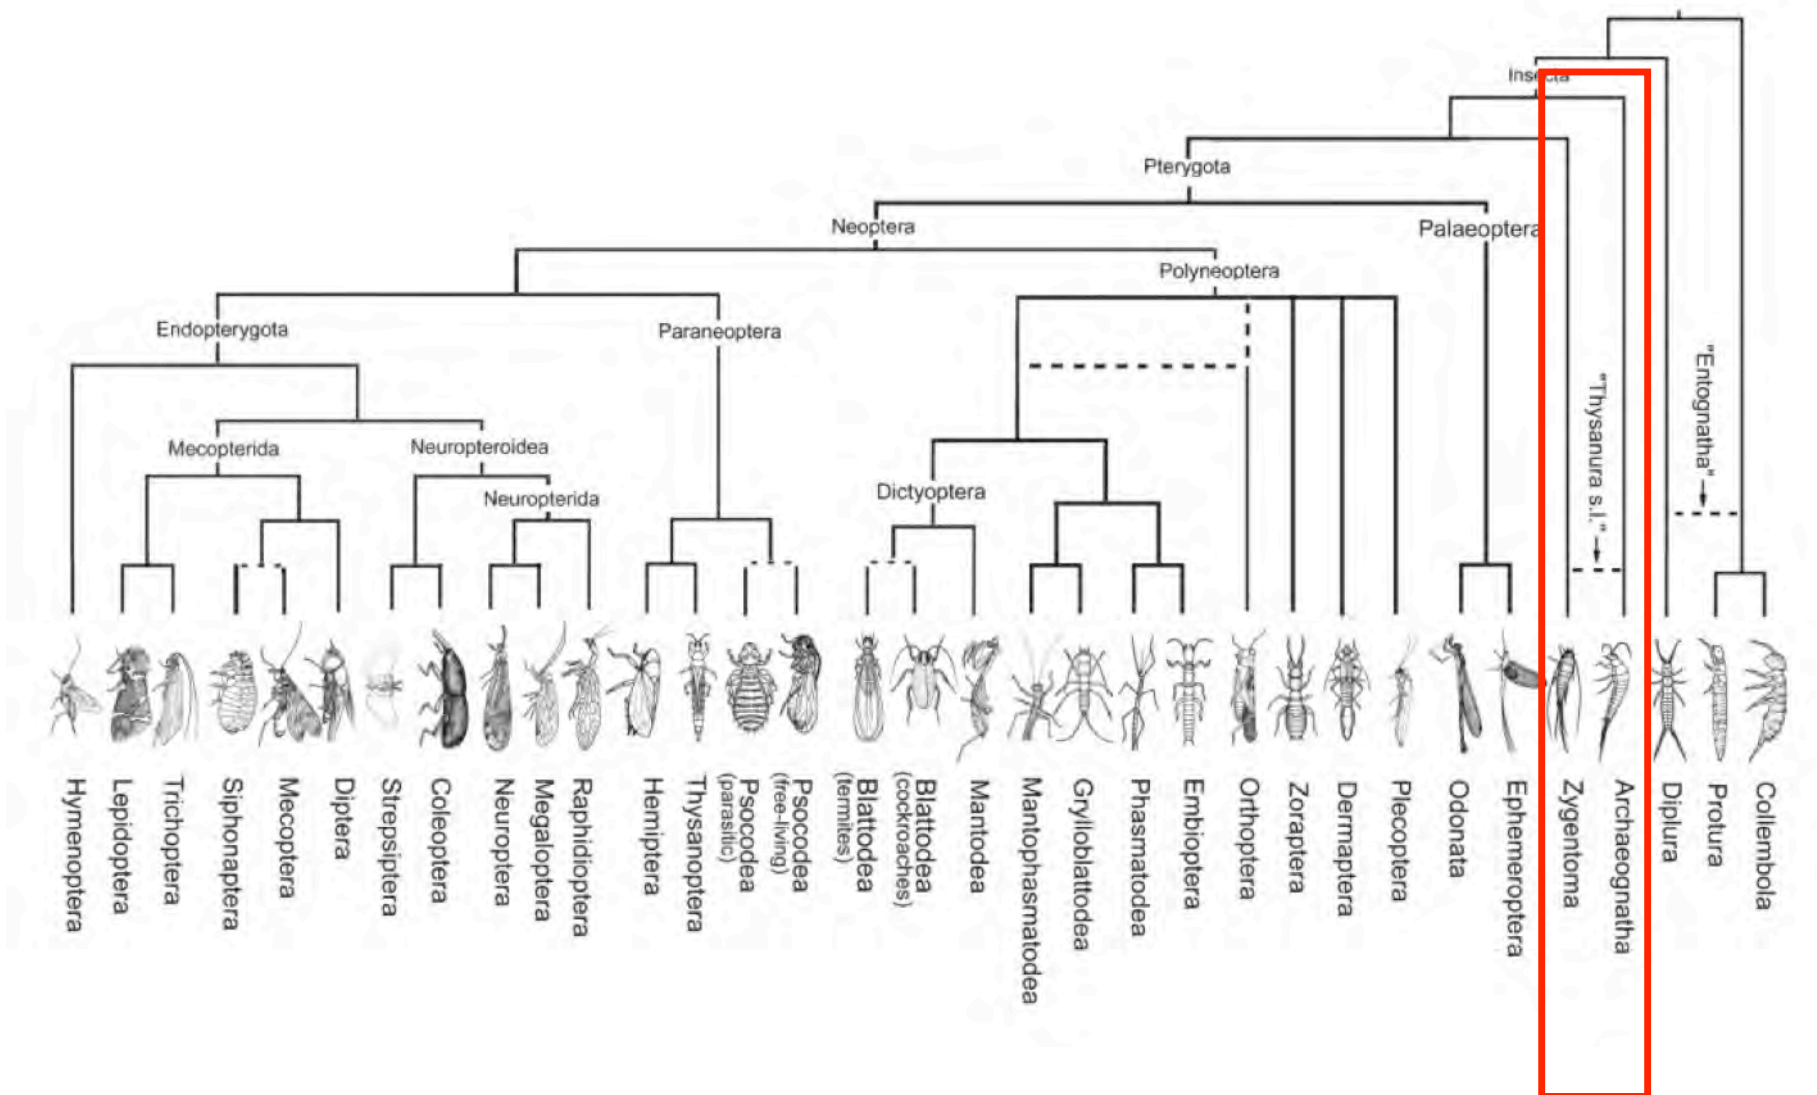 Insecta
Pterygota
Neoptera
Palaeoptera
Polyneoptera
Endopterygota
Paraneoptera
"Thysanura s.l."
"Entognatha"
Mecopterida
Neuropteroidea
Neuropterida
Dictyoptera
Hymenoptera
Lepidoptera
Trichoptera
Siphonaptera
Mecoptera
Diptera
Strepsiptera
Coleoptera
Neuroptera
Megaloptera
Raphidioptera
Hemiptera
Thysanoptera
Psocodea
(parasitic)
Psocodea
(free-living)
Blattodea
(termites)
Blattodea
(cockroaches)
Mantodea
Mantophasmatodea
Grylloblattodea
Phasmatodea
Embioptera
Orthoptera
Zoraptera
Dermaptera
Plecoptera
Odonata
Ephemeroptera
Zygentoma
Archaeognatha
Diplura
Protura
Collembola